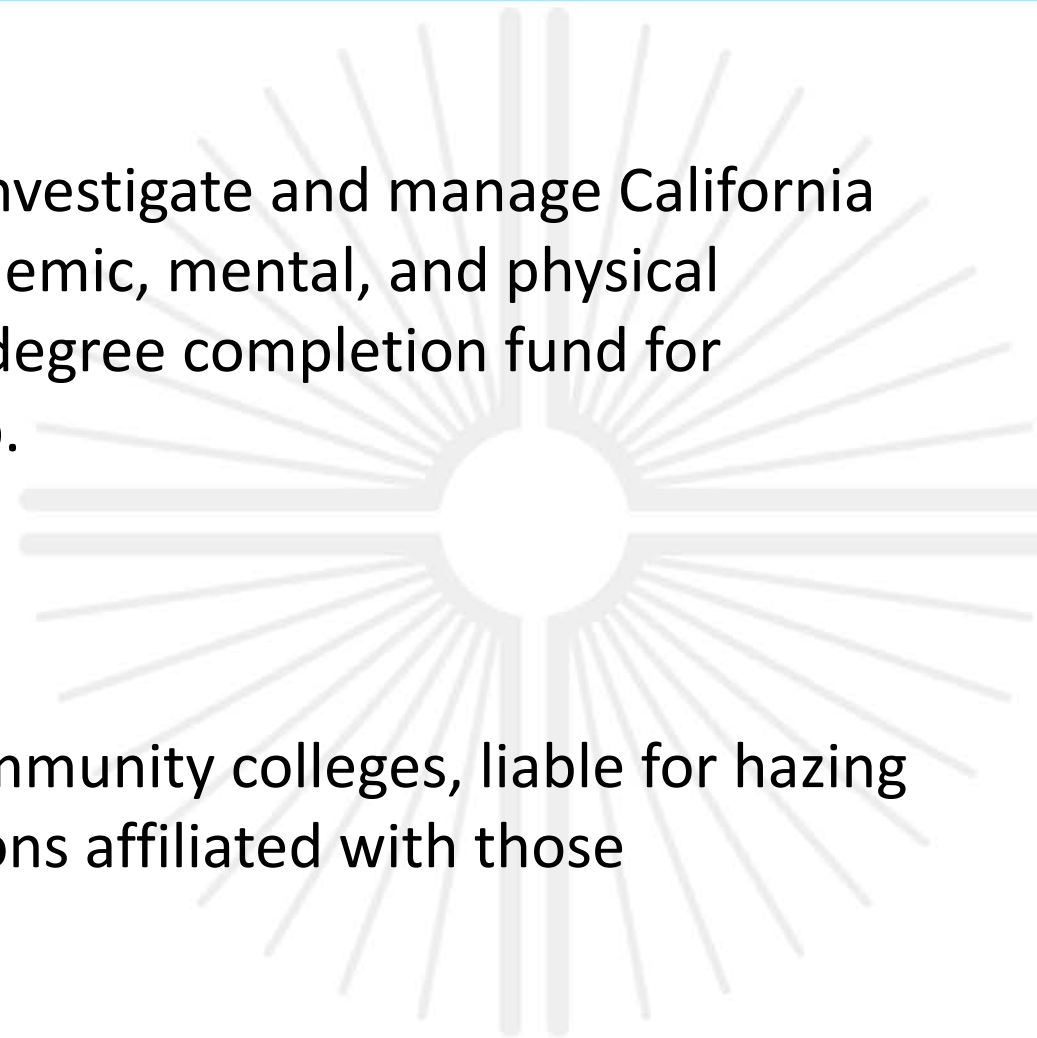 nvestigate and manage California
emic, mental, and physical
degree completion fund for
.
mmunity colleges, liable for hazing
ons affiliated with those